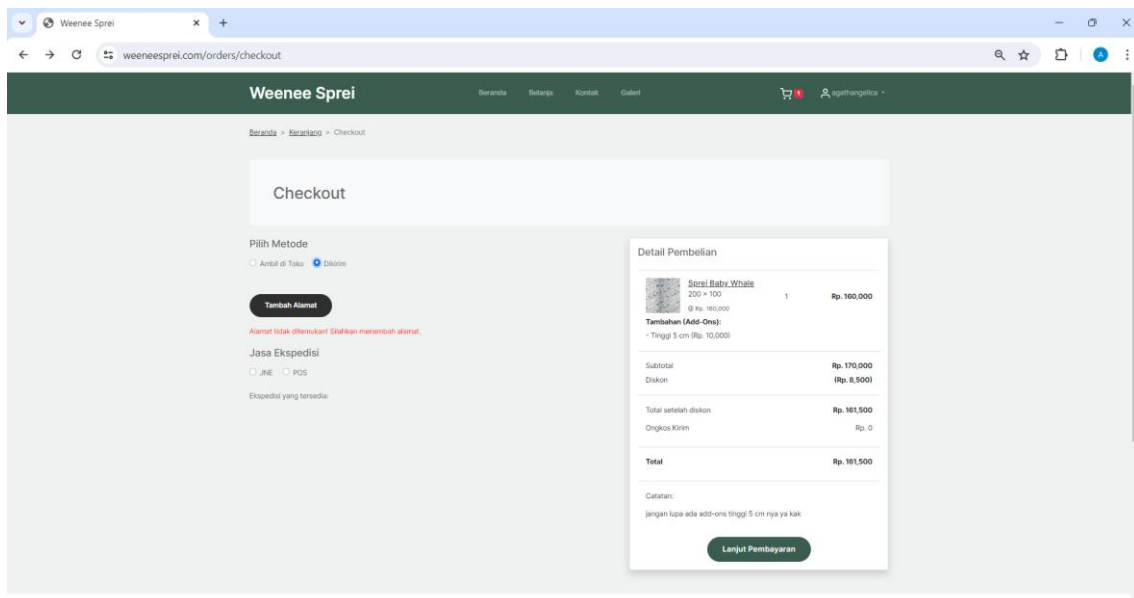 Weenee Sprei
weeneesprei.com/orders/checkout
A
Weenee Sprei
Beranda Belanja Kontak Galeri
1
agathangelica
Beranda > Keranjang > Checkout
Checkout
Pilih Metode
Ambil di Toko Dikirim
Tambah Alamat
Alamat tidak ditemukan! Silahkan menambah alamat.
Jasa Ekspedisi
JNE POS
Ekspedisi yang tersedia:
Detail Pembelian
Sprei Baby Whale
200 × 100 1 Rp. 160,000
@ Rp. 160,000
Tambahan (Add-Ons):
- Tinggi 5 cm (Rp. 10,000)
Subtotal Rp. 170,000
Diskon (Rp. 8,500)
Total setelah diskon Rp. 161,500
Ongkos Kirim Rp. 0
Total Rp. 161,500
Catatan:
jangan lupa ada add-ons tinggi 5 cm nya ya kak
Lanjut Pembayaran